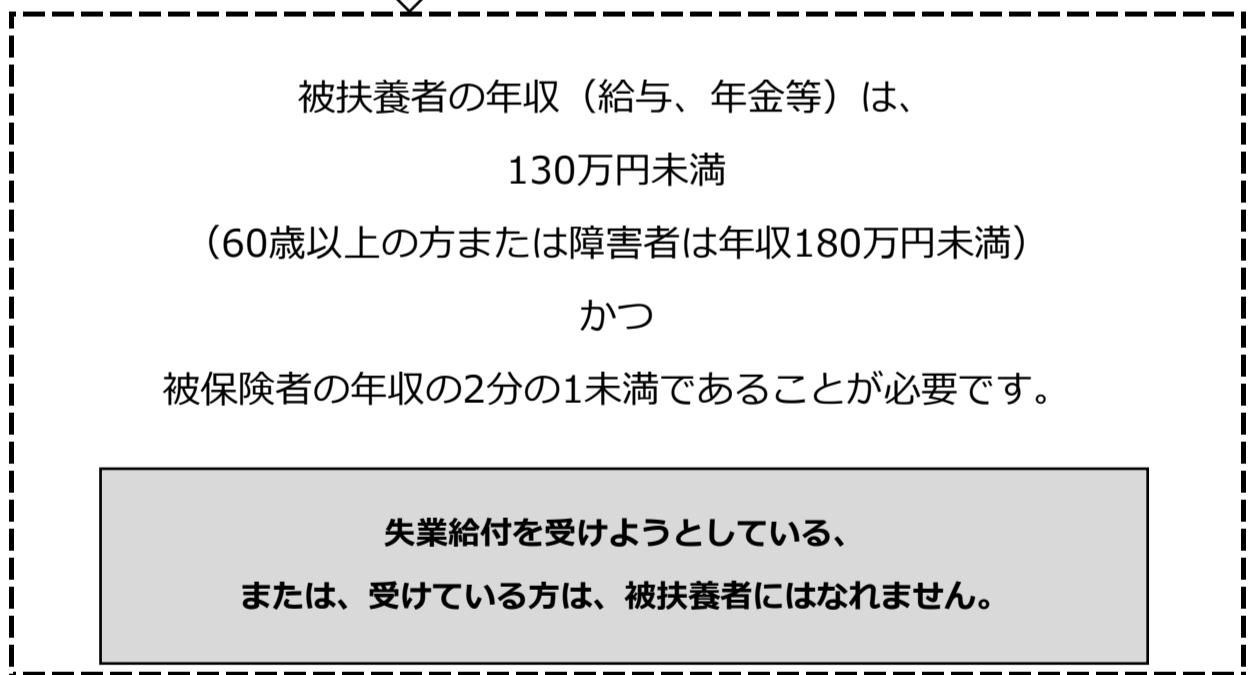 被扶養者の年収（給与、年金等）は、
130万円未満
（60歳以上の方または障害者は年収180万円未満）
かつ
被保険者の年収の2分の1未満であることが必要です。
失業給付を受けようとしている、
または、受けている方は、被扶養者にはなれません。